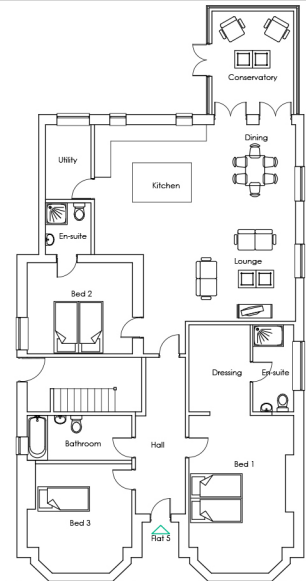 Conservatory
Dining
Utility
Kitchen
En-suite
Lounge
Bed 2
Dressing
En-suite
Bathroom
Hall
Bed 1
Bed 3
Flat 5